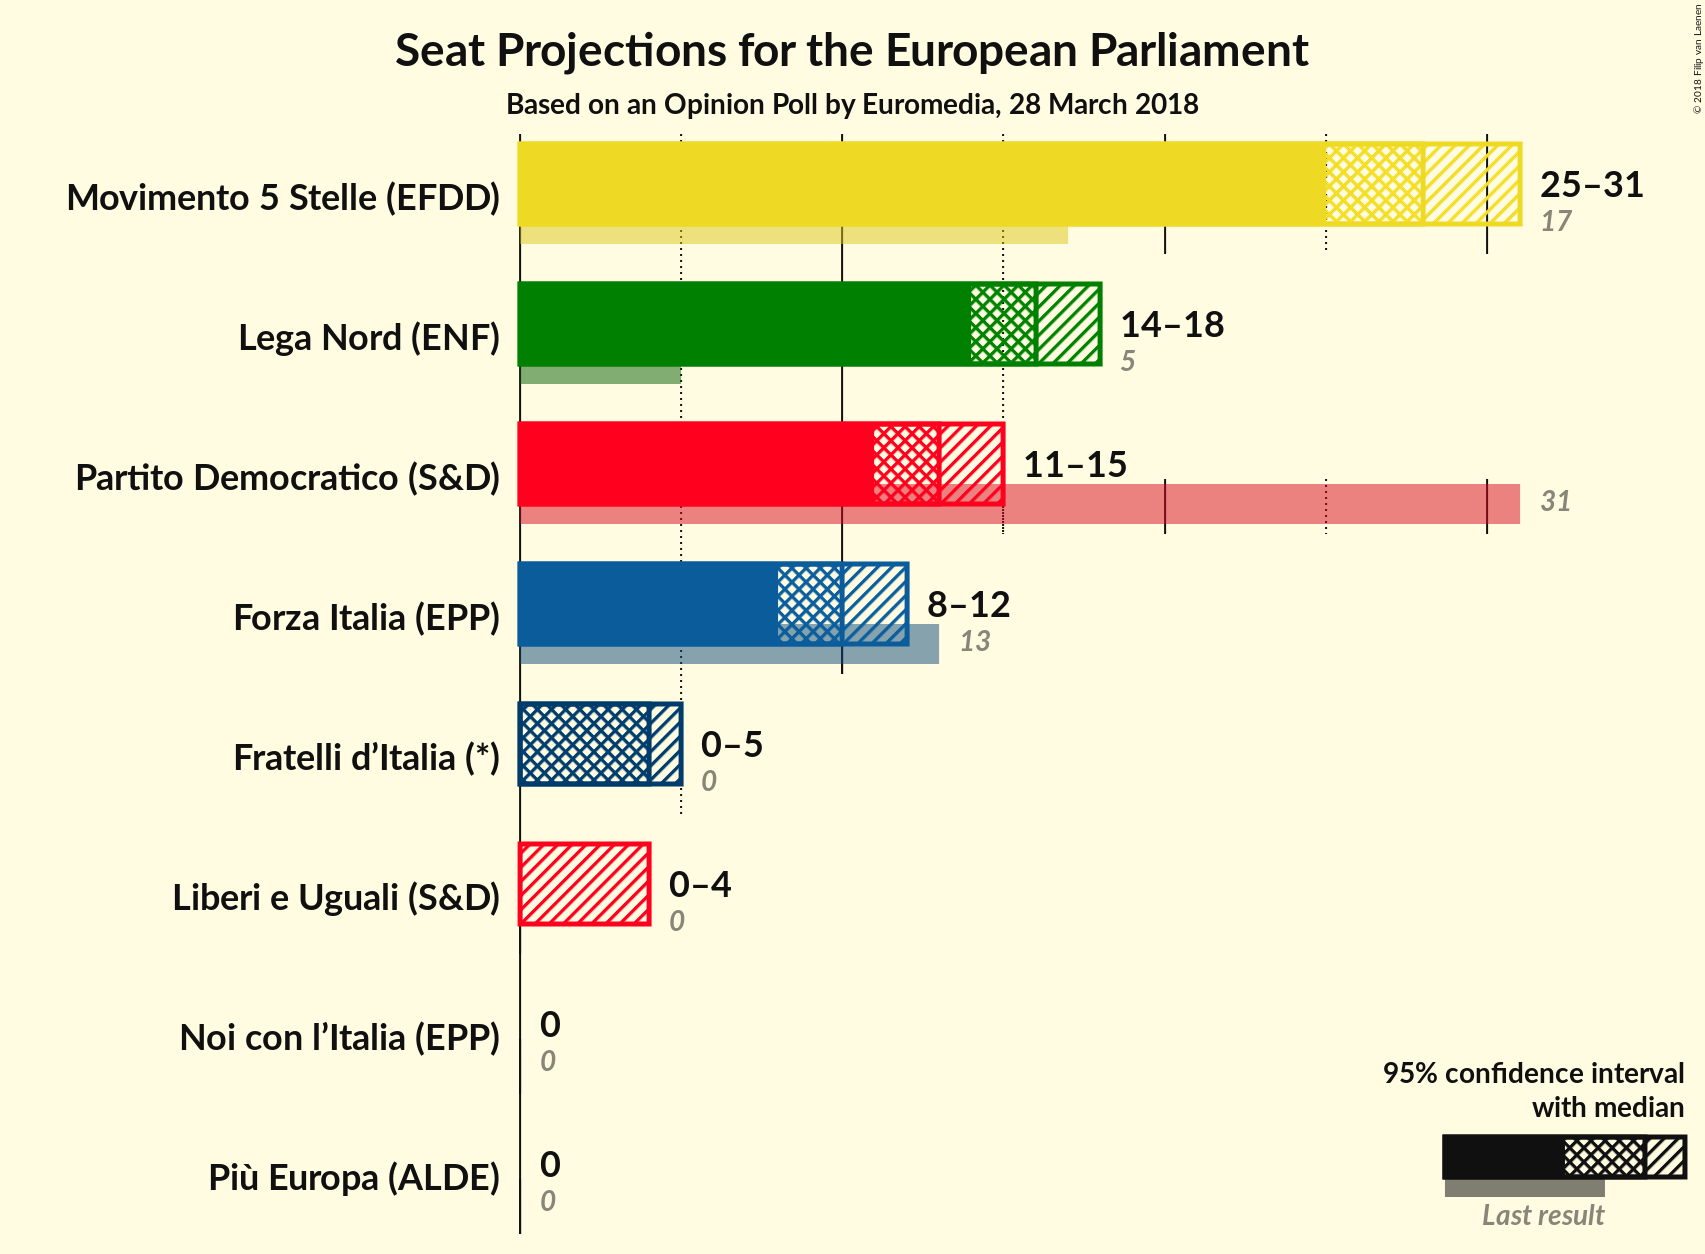 Seat Projections for the European Parliament
Based on an Opinion Poll by Euromedia, 28 March 2018
© 2018 Filip van Laenen
Movimento 5 Stelle (EFDD)
25–31
17
Lega Nord (ENF)
14–18
5
Partito Democratico (S&D)
11–15
31
Forza Italia (EPP)
8–12
13
Fratelli d’Italia (*)
0–5
0
Liberi e Uguali (S&D)
0–4
0
Noi con l’Italia (EPP)
0
0
Più Europa (ALDE)
0
0
95% confidence interval
with median
Last result